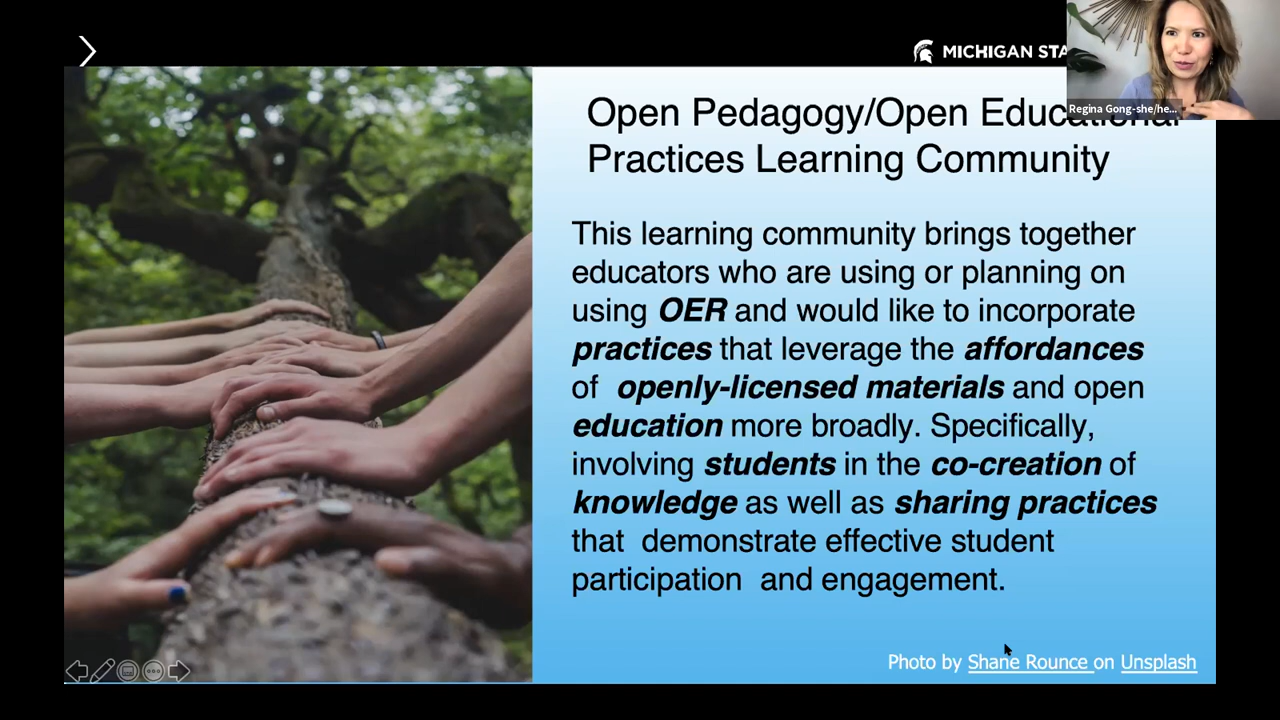 MICHIGAN STA
Regina Gong-she/he...
Open Pedagogy/Open Educational
Practices Learning Community
This learning community brings together
educators who are using or planning on
using OER and would like to incorporate
practices that leverage the affordances
of openly-licensed materials and open
education more broadly. Specifically,
involving students in the co-creation of
knowledge as well as sharing practices
that demonstrate effective student
participation and engagement.
Photo by Shane Rounce on Unsplash